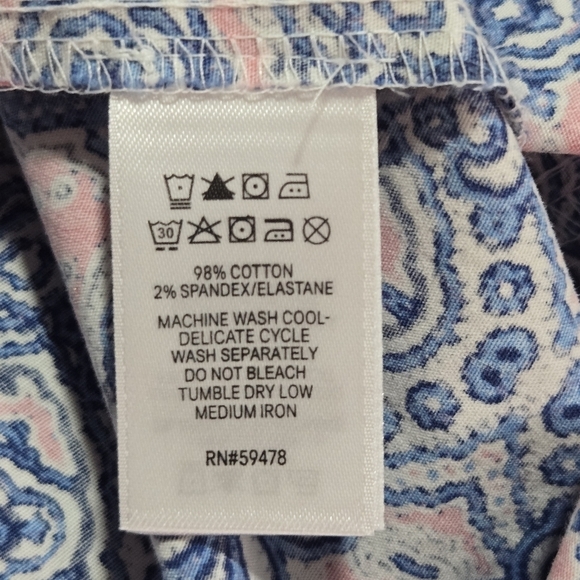 30
98% COTTON
2% SPANDEX/ELASTANE
MACHINE WASH COOL-
DELICATE CYCLE
WASH SEPARATELY
DO NOT BLEACH
TUMBLE DRY LOW
MEDIUM IRON
RN#59478